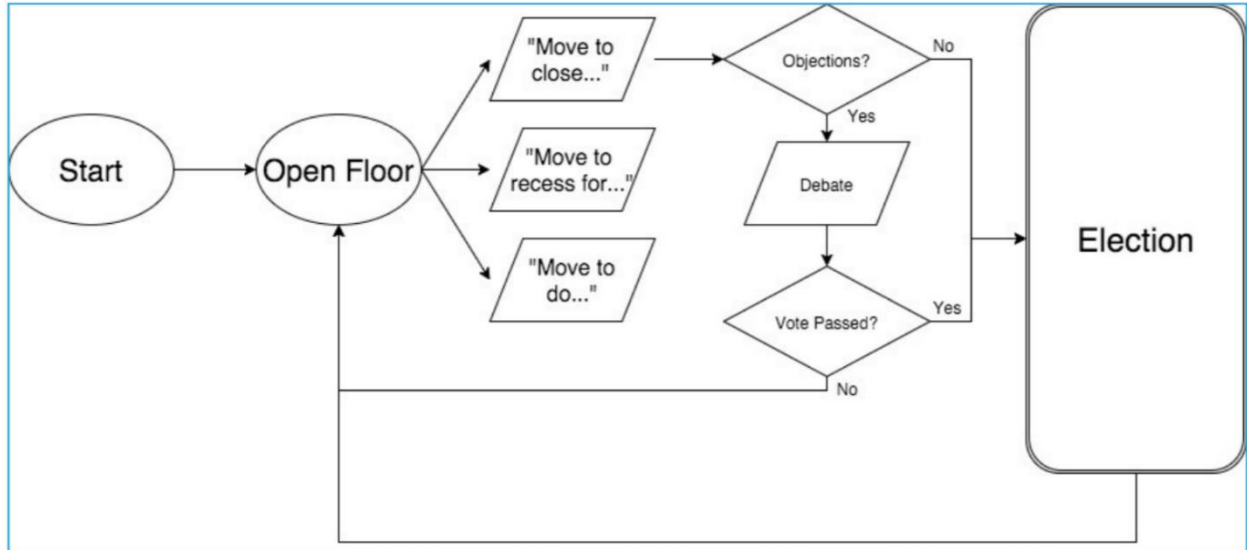 Start
Open Floor
"Move to
close..."
"Move to
recess for..."
"Move to
do..."
Objections?
No
Yes
Debate
Vote Passed?
Yes
No
Election